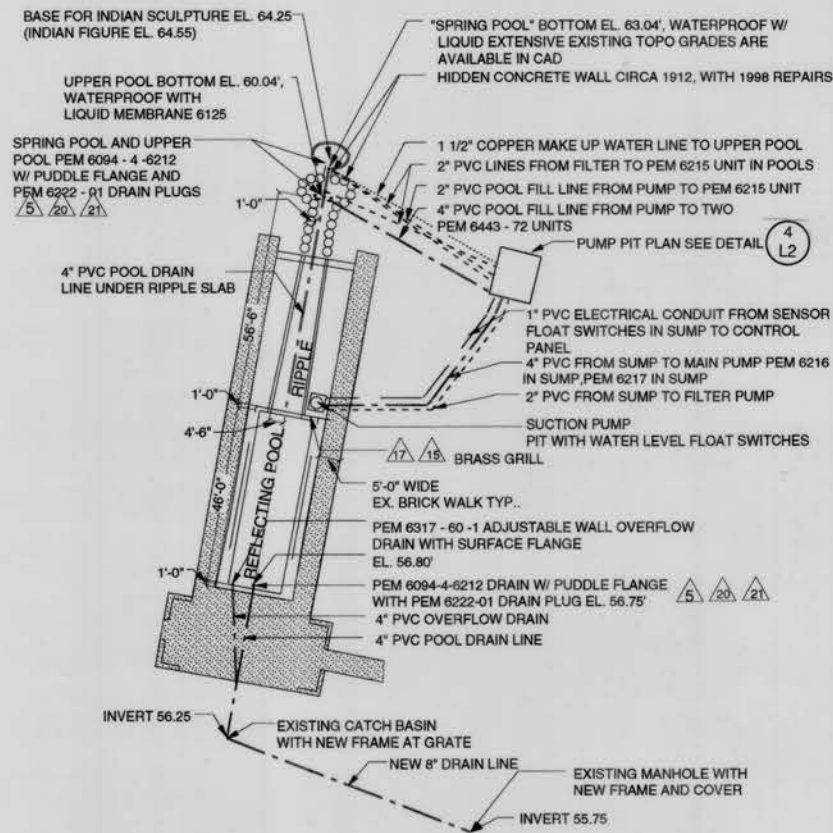 BASE FOR INDIAN SCULPTURE EL. 64.25
(INDIAN FIGURE EL. 64.55)
"SPRING POOL" BOTTOM EL. 63.04', WATERPROOF W/
LIQUID EXTENSIVE EXISTING TOPO GRADES ARE
AVAILABLE IN CAD
HIDDEN CONCRETE WALL CIRCA 1912, WITH 1998 REPAIRS
UPPER POOL BOTTOM EL. 60.04',
WATERPROOF WITH
LIQUID MEMBRANE 6125
SPRING POOL AND UPPER
POOL PEM 6094 - 4 -6212
W/ PUDDLE FLANGE AND
PEM 6222 - 01 DRAIN PLUGS
5 20 21
1 1/2" COPPER MAKE UP WATER LINE TO UPPER POOL
2" PVC LINES FROM FILTER TO PEM 6215 UNIT IN POOLS
2" PVC POOL FILL LINE FROM PUMP TO PEM 6215 UNIT
4" PVC POOL FILL LINE FROM PUMP TO TWO
PEM 6443 - 72 UNITS
PUMP PIT PLAN SEE DETAIL
4
L2
1'-0"
4" PVC POOL DRAIN
LINE UNDER RIPPLE SLAB
56'-6"
RIPPLE
1" PVC ELECTRICAL CONDUIT FROM SENSOR
FLOAT SWITCHES IN SUMP TO CONTROL
PANEL
4" PVC FROM SUMP TO MAIN PUMP PEM 6216
IN SUMP,PEM 6217 IN SUMP
2" PVC FROM SUMP TO FILTER PUMP
SUCTION PUMP
PIT WITH WATER LEVEL FLOAT SWITCHES
1'-0"
4'-6"
17 15 BRASS GRILL
5'-0" WIDE
EX. BRICK WALK TYP..
46'-0"
REFLECTING POOL
PEM 6317 - 60 -1 ADJUSTABLE WALL OVERFLOW
DRAIN WITH SURFACE FLANGE
EL. 56.80'
1'-0"
PEM 6094-4-6212 DRAIN W/ PUDDLE FLANGE
WITH PEM 6222-01 DRAIN PLUG EL. 56.75'
5 20 21
4" PVC OVERFLOW DRAIN
4" PVC POOL DRAIN LINE
INVERT 56.25
EXISTING CATCH BASIN
WITH NEW FRAME AT GRATE
NEW 8" DRAIN LINE
EXISTING MANHOLE WITH
NEW FRAME AND COVER
INVERT 55.75